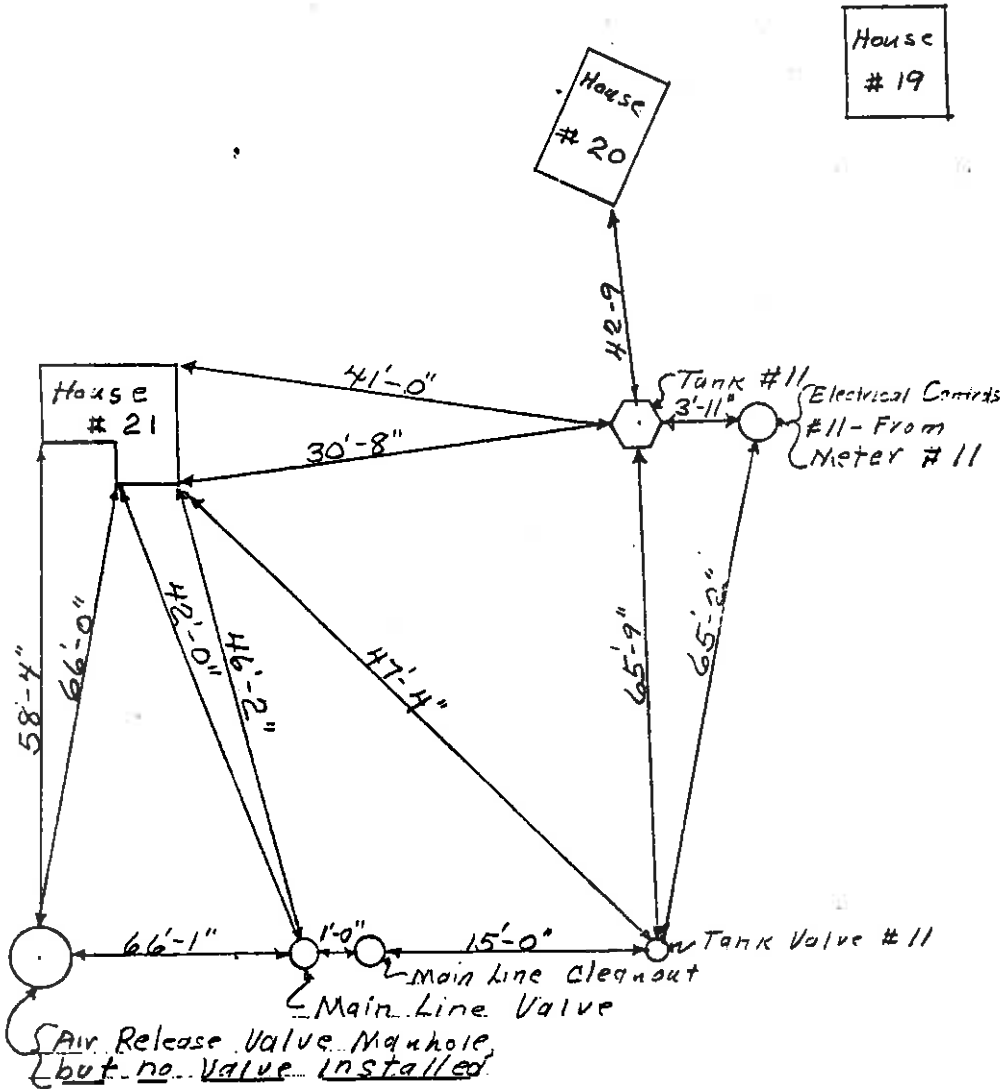 House
# 19
House
# 20
42-9
41'-0"
House
# 21
30'-8"
Tank #11
3'-11"
Electrical Controls
#11 - From
Meter # 11
58'-4"
66'-0"
42'-0"
46'-2"
47'-4"
65'-9"
66'-1"
1'-0"
15'-0"
Tank Valve #11
Main Line Cleanout
Main Line Valve
Air Release Valve Manhole,
but no Valve Installed